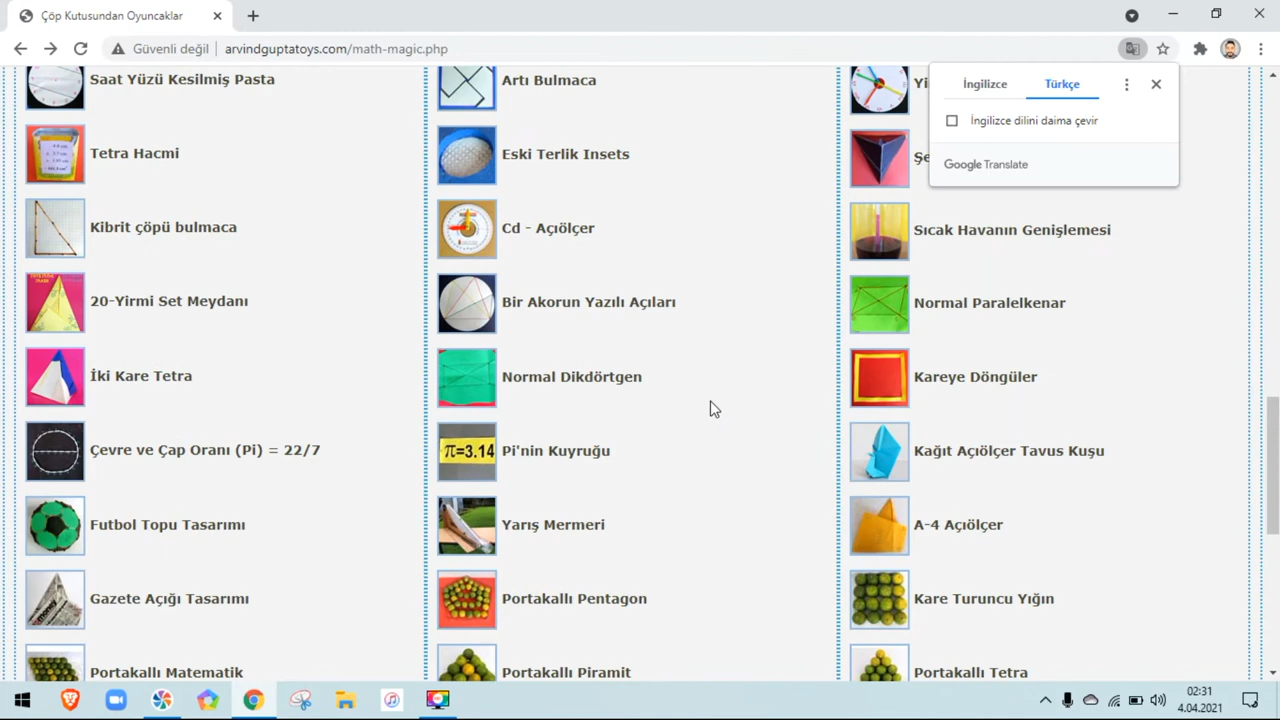 Çöp Kutusundan Oyuncaklar
Güvenli değil
arvindguptatoys.com/math-magic.php
İngilizce
Türkçe
İngilizce dilini daima çevir
Google Translate
Saat Yüzü Kesilmiş Pasta
Artı Bulmaca
Tetra Hacmi
Eski Terlik Insets
Kibrit çöpü bulmaca
Cd - Açıölçer
Sıcak Havanın Genişlemesi
20-Yirmi Set Meydanı
Bir Akorun Yazılı Açıları
Normal Paralelkenar
İki Kare Tetra
Normal Dikdörtgen
Kareye Döngüler
Çevre ve Çap Oranı (Pi) = 22/7
π=3.14
Pi'nin Kuyruğu
Kağıt Açıölçer Tavus Kuşu
Futbol Topu Tasarımı
Yarış Mermeri
A-4 Açıölçer
Gazete Açığı Tasarımı
Portakallı Pentagon
Kare Turuncu Yığın
Portakallı Matematik
Portakallı Piramit
Portakallı Tetra
02:31
4.04.2021